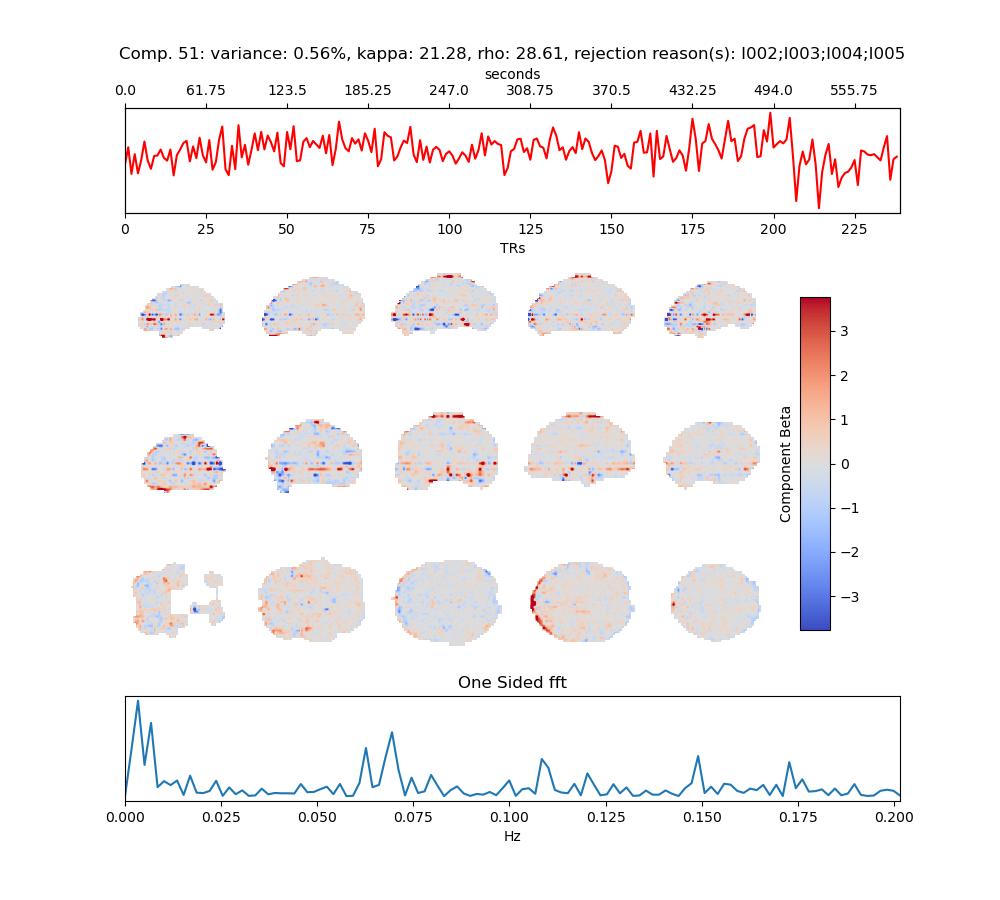 Comp. 51: variance: 0.56%, kappa: 21.28, rho: 28.61, rejection reason(s): I002;I003;I004;I005
seconds
0.0 61.75 123.5 185.25 247.0 308.75 370.5 432.25 494.0 555.75
0 25 50 75 100 125 150 175 200 225
TRs
3
2
1
0
−1
−2
−3
Component Beta
One Sided fft
0.000 0.025 0.050 0.075 0.100 0.125 0.150 0.175 0.200
Hz